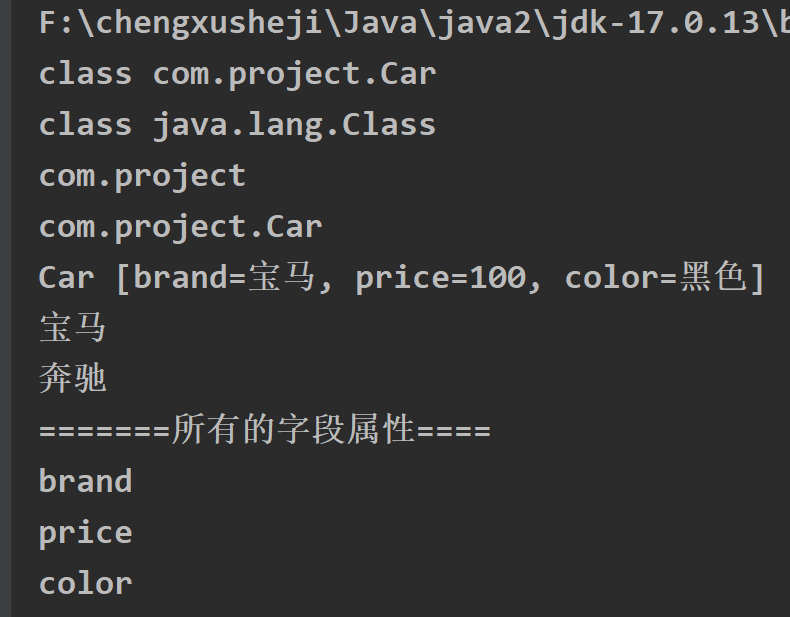 F:\chengxusheji\Java\java2\jdk-17.0.13\b
class com.project.Car
class java.lang.Class
com.project
com.project.Car
Car [brand=宝马, price=100, color=黑色]
宝马
奔驰
=======所有的字段属性====
brand
price
color